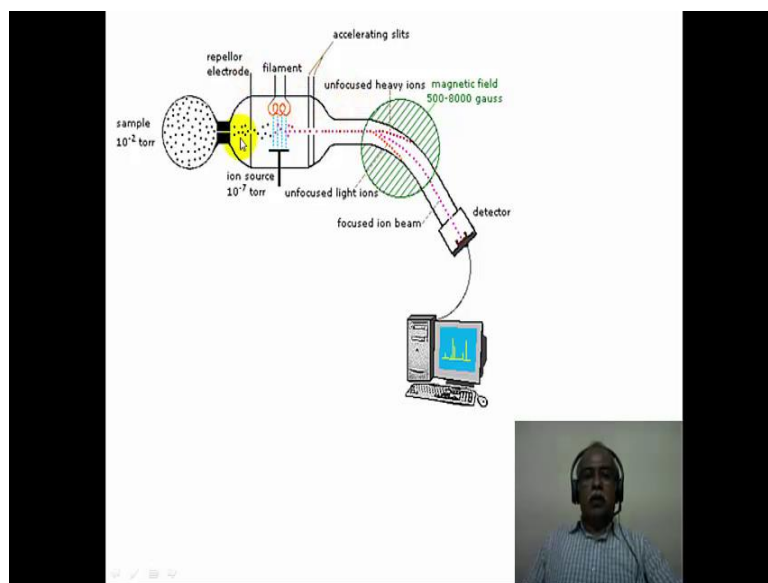 accelerating slits
repellor
electrode
filament
unfocused heavy ions
magnetic field
500-8000 gauss
sample
10-2 torr
ion source
10-7 torr
unfocused light ions
focused ion beam
detector